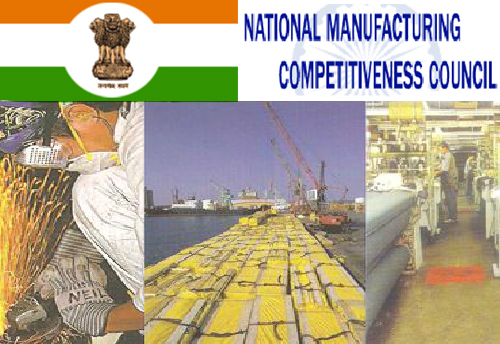 NATIONAL MANUFACTURING
COMPETITIVENESS COUNCIL